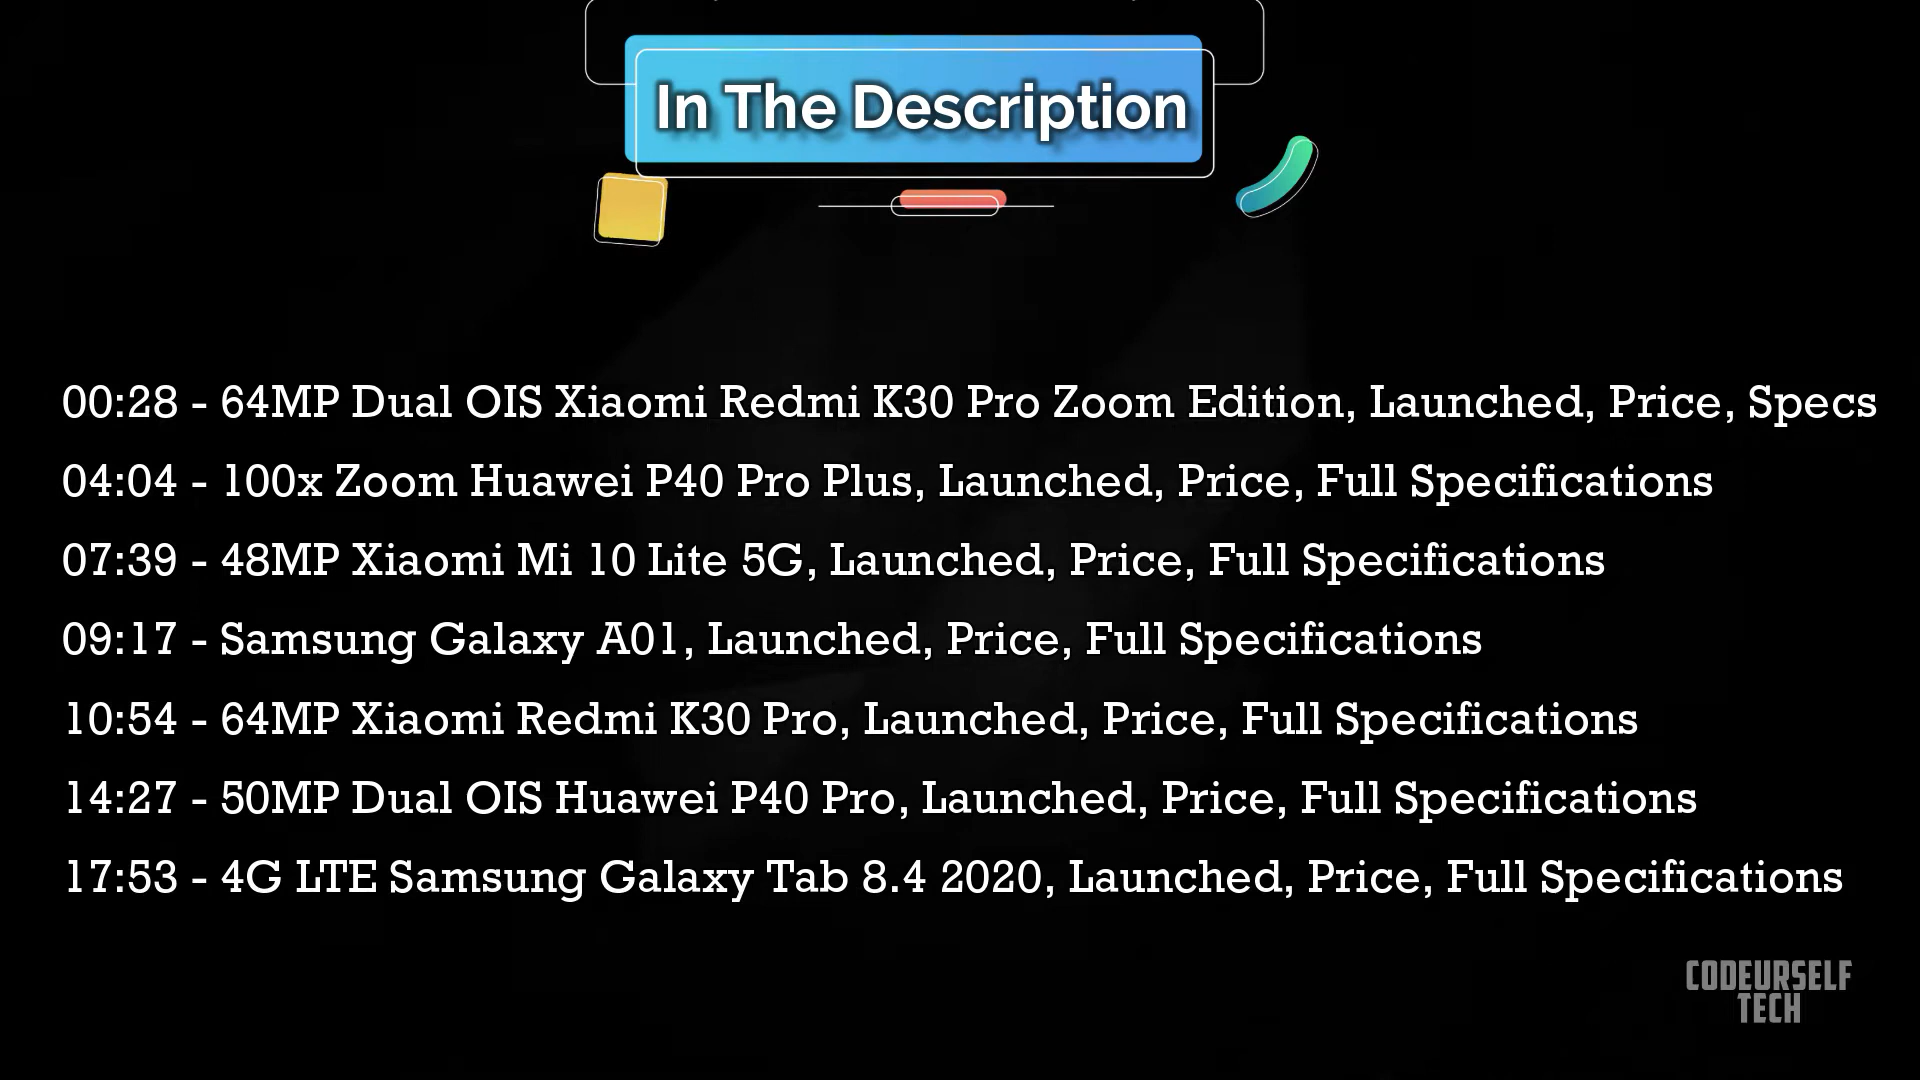 In The Description
00:28 - 64MP Dual OIS Xiaomi Redmi K30 Pro Zoom Edition, Launched, Price, Specs
04:04 - 100x Zoom Huawei P40 Pro Plus, Launched, Price, Full Specifications
07:39 - 48MP Xiaomi Mi 10 Lite 5G, Launched, Price, Full Specifications
09:17 - Samsung Galaxy A01, Launched, Price, Full Specifications
10:54 - 64MP Xiaomi Redmi K30 Pro, Launched, Price, Full Specifications
14:27 - 50MP Dual OIS Huawei P40 Pro, Launched, Price, Full Specifications
17:53 - 4G LTE Samsung Galaxy Tab 8.4 2020, Launched, Price, Full Specifications
CODEURSELF
TECH